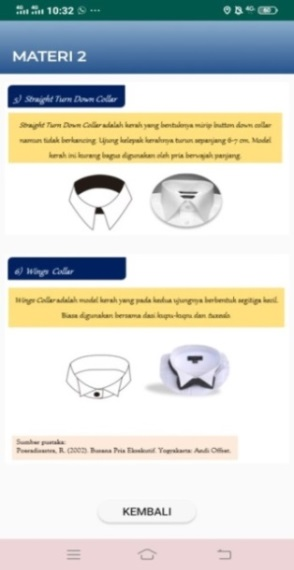 10:32
MATERI 2
5) Straight Turn Down Collar
Straight Turn Down Collar adalah kerah yang bentuknya mirip button down collar
namun tidak berkancing. Ujung kelepak kerahnya turun sepanjang 6-7 cm. Model
kerah ini kurang bagus digunakan oleh pria berwajah panjang.
6) Wings Collar
Wings Collar adalah model kerah yang pada kedua ujungnya berbentuk segitiga kecil.
Biasa digunakan bersama dasi kupu-kupu dan tuxedo.
Sumber pustaka:
Poeradisastra, R. (2002). Busana Pria Eksekutif. Yogyakarta: Andi Offset.
KEMBALI